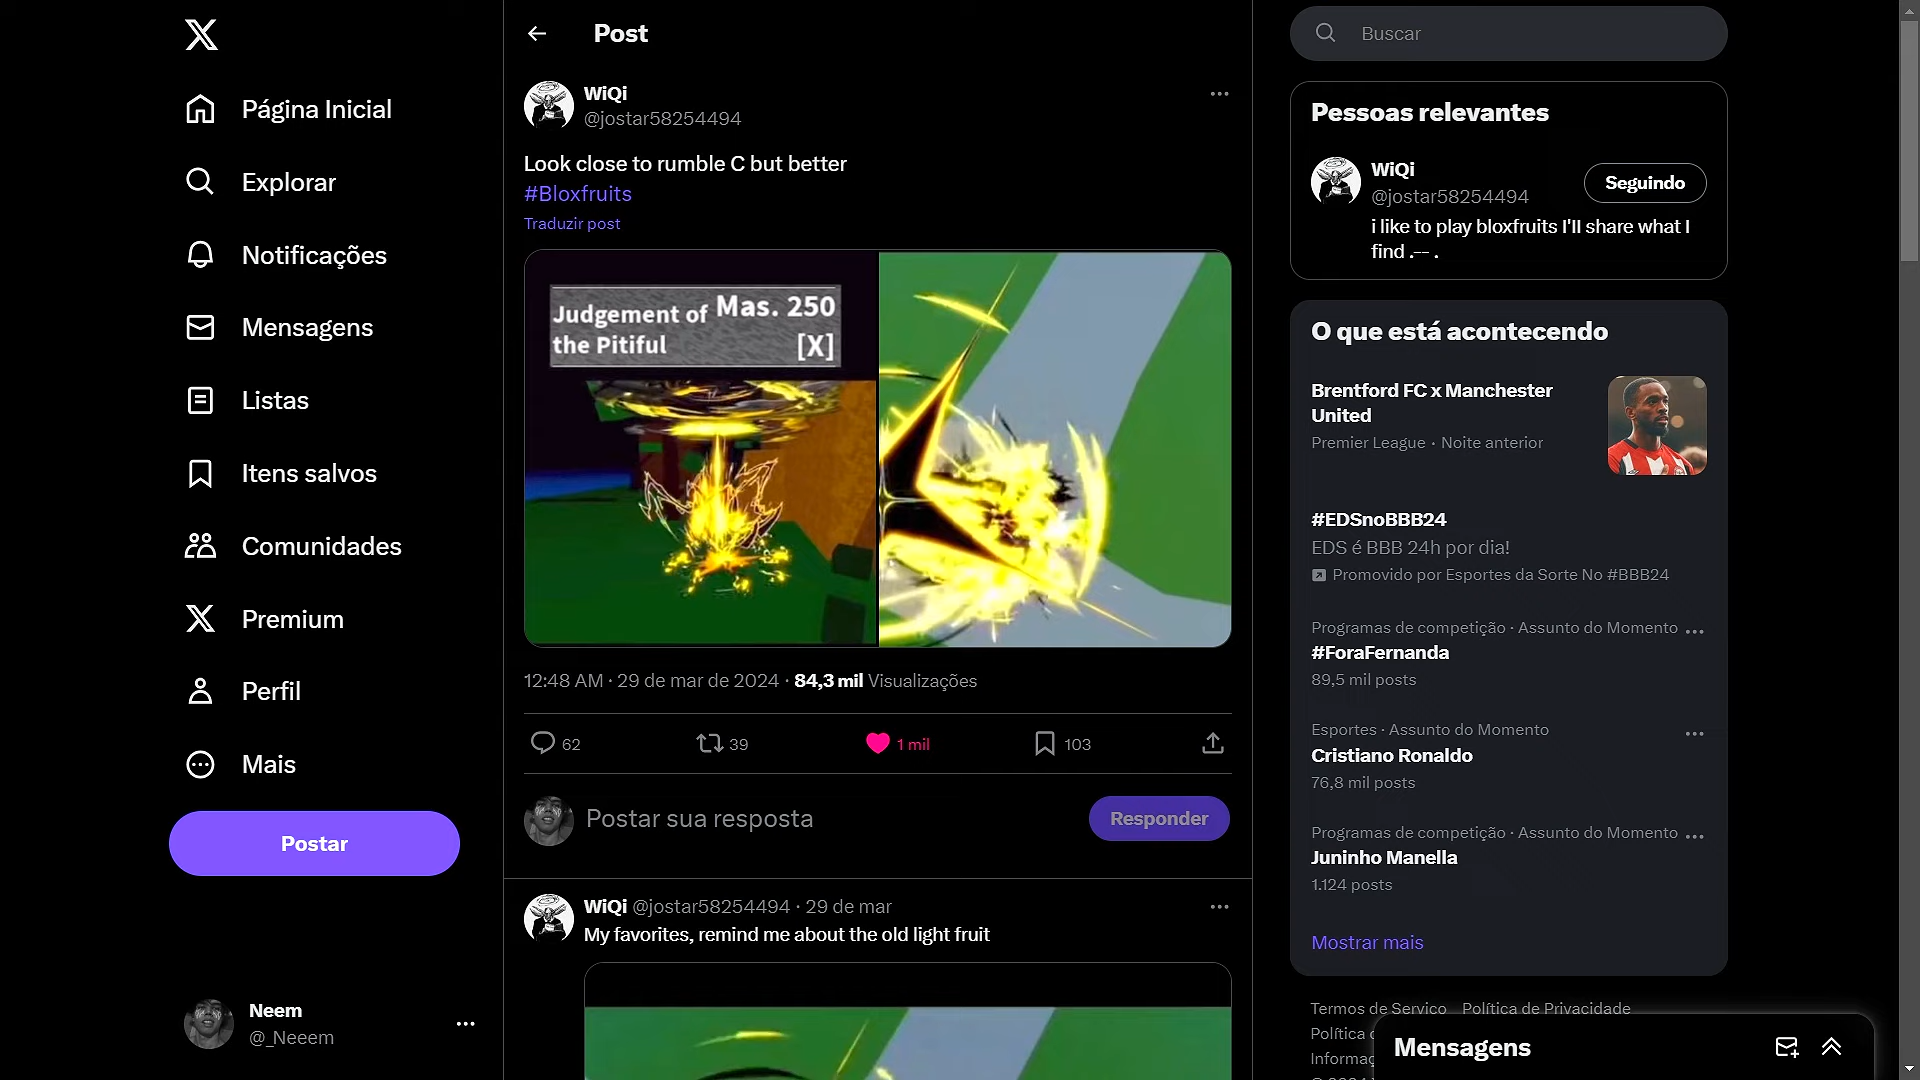 Página Inicial
Explorar
Notificações
Mensagens
Listas
Itens salvos
Comunidades
Premium
Perfil
Mais
Postar
Neem
@_Neeem
Post
WiQi
@jostar58254494
Look close to rumble C but better
#Bloxfruits
Traduzir post
Judgement of Mas. 250
the Pitiful [X]
12:48 AM · 29 de mar de 2024 · 84,3 mil Visualizações
62 39 1 mil 103
Postar sua resposta
Responder
WiQi @jostar58254494 · 29 de mar
My favorites, remind me about the old light fruit
Buscar
Pessoas relevantes
WiQi
@jostar58254494
Seguindo
i like to play bloxfruits I'll share what I
find .-- .
O que está acontecendo
Brentford FC x Manchester
United
Premier League · Noite anterior
#EDSnoBBB24
EDS é BBB 24h por dia!
Promovido por Esportes da Sorte No #BBB24
Programas de competição · Assunto do Momento
#ForaFernanda
89,5 mil posts
Esportes · Assunto do Momento
Cristiano Ronaldo
76,8 mil posts
Programas de competição · Assunto do Momento
Juninho Manella
1.124 posts
Mostrar mais
Termos de Serviço Política de Privacidade
Política
Mensagens